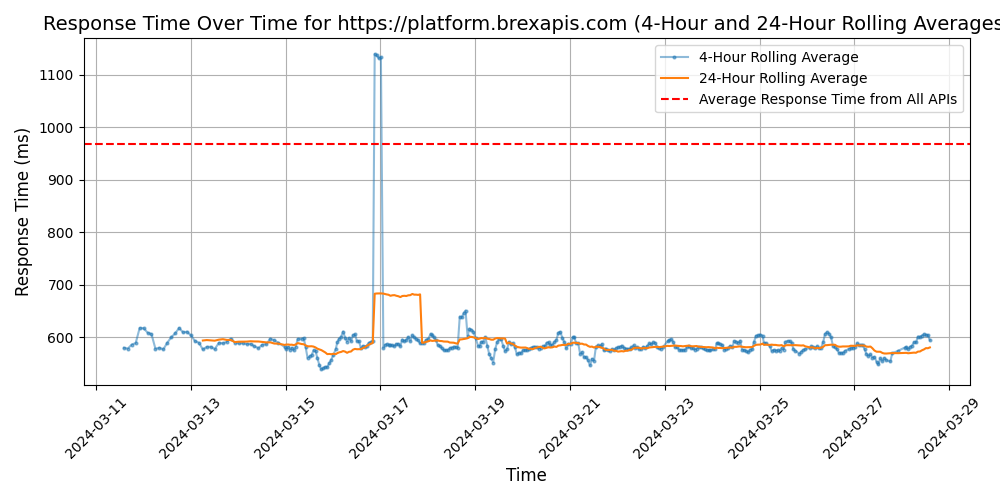 Response Time Over Time for https://platform.brexapis.com (4-Hour and 24-Hour Rolling Averages
4-Hour Rolling Average
24-Hour Rolling Average
Average Response Time from All APIs
Response Time (ms)
1100
1000
900
800
700
600
2024-03-11
2024-03-13
2024-03-15
2024-03-17
2024-03-19
2024-03-21
2024-03-23
2024-03-25
2024-03-27
2024-03-29
Time